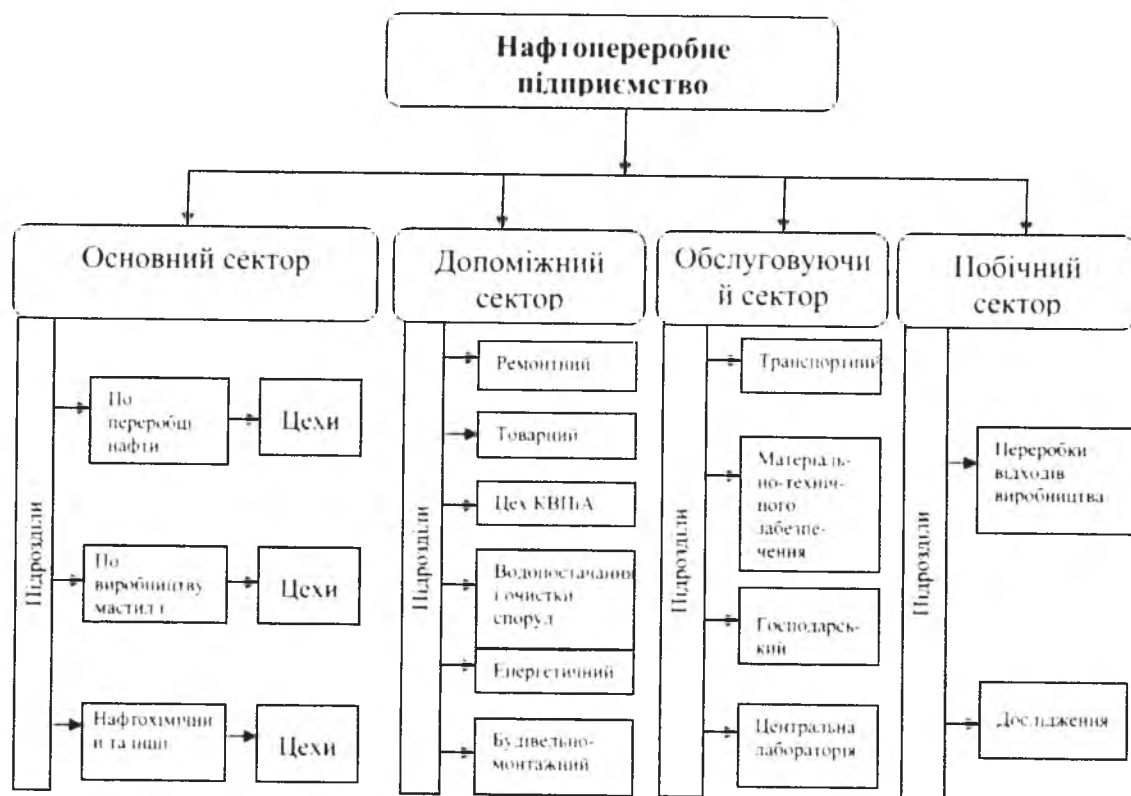 Нафтопереробне
підприємство
Основний сектор
Підрозділи
По
переробці
нафти
Цехи
По
виробництву
мастил і
Цехи
Нафтохімічни
й та інші
Цехи
Допоміжний
сектор
Підрозділи
Ремонтний
Товарний
Цех КВПіА
Водопостачання
і очистки
споруд
Енергетичний
Будівельно-
монтажний
Обслуговуючи
й сектор
Підрозділи
Транспортний
Матеріаль-
но-техніч-
ного
забезпе-
чення
Господарсь-
кий
Центральна
лабораторія
Побічний
сектор
Підрозділи
Переробки
відходів
виробництва
Дослідження